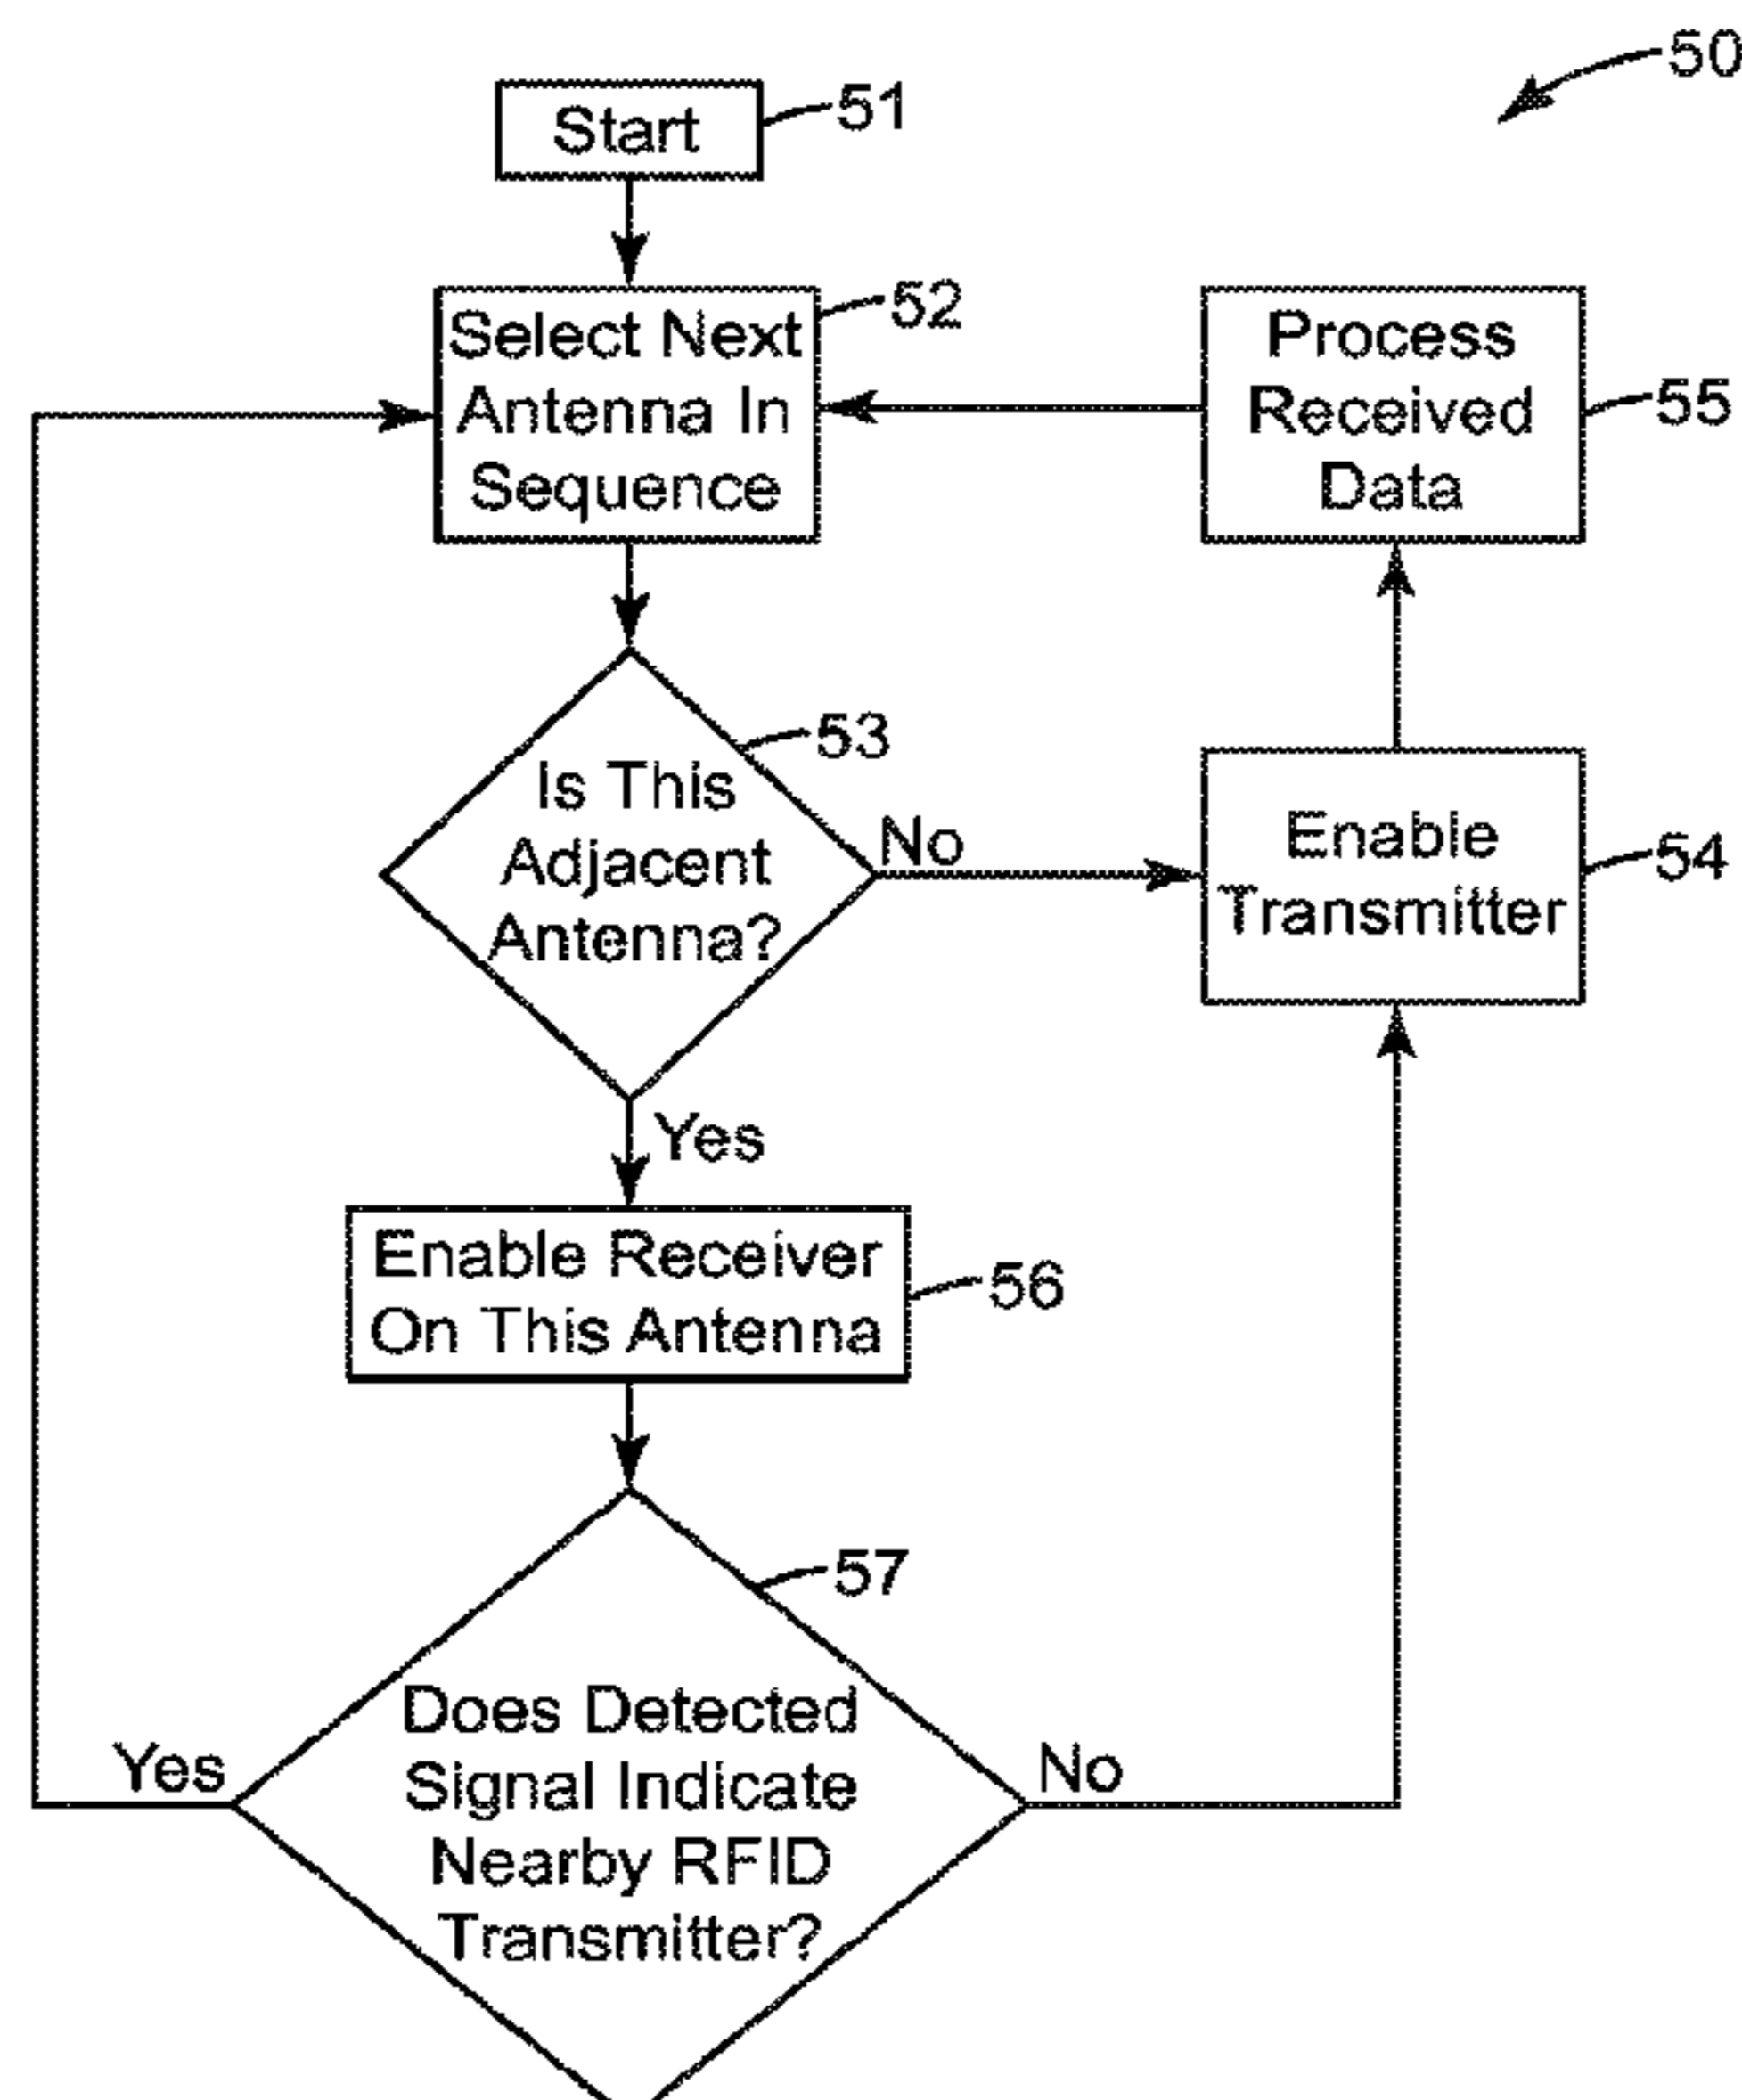 50
Start
51
Select Next
Antenna In
Sequence
52
Process
Received
Data
55
Is This
Adjacent
Antenna?
53
No
Enable
Transmitter
54
Yes
Enable Receiver
On This Antenna
56
57
Does Detected
Signal Indicate
Nearby RFID
Transmitter?
Yes
No